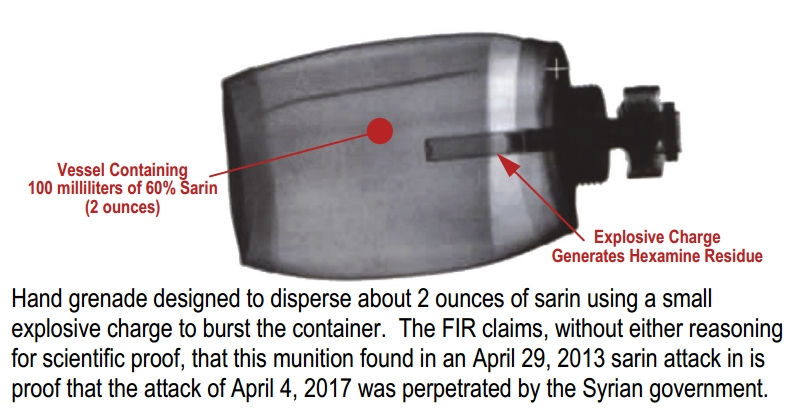 Vessel Containing
100 milliliters of 60% Sarin
(2 ounces)
Explosive Charge
Generates Hexamine Residue
Hand grenade designed to disperse about 2 ounces of sarin using a small
explosive charge to burst the container.  The FIR claims, without either reasoning
for scientific proof, that this munition found in an April 29, 2013 sarin attack in is
proof that the attack of April 4, 2017 was perpetrated by the Syrian government.